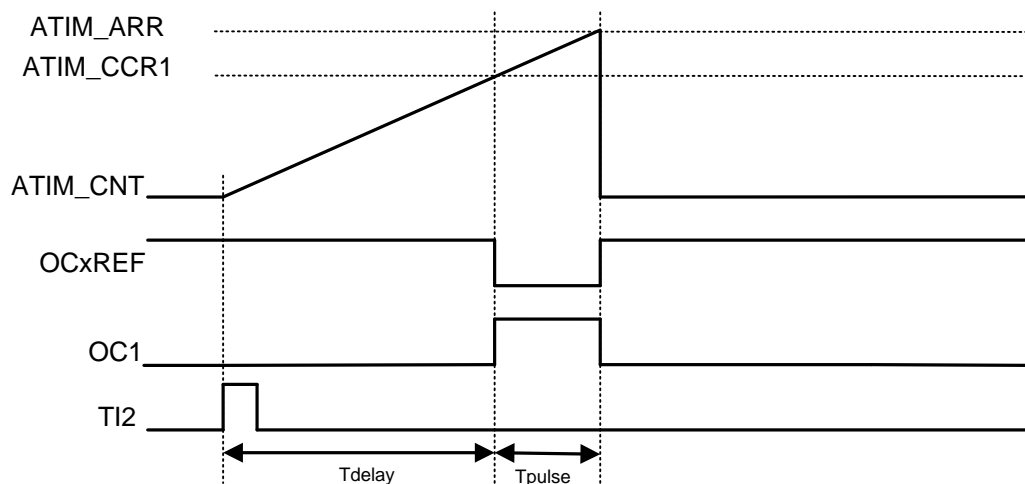 ATIM_ARR
ATIM_CCR1
ATIM_CNT
OCxREF
OC1
TI2
Tdelay
Tpulse